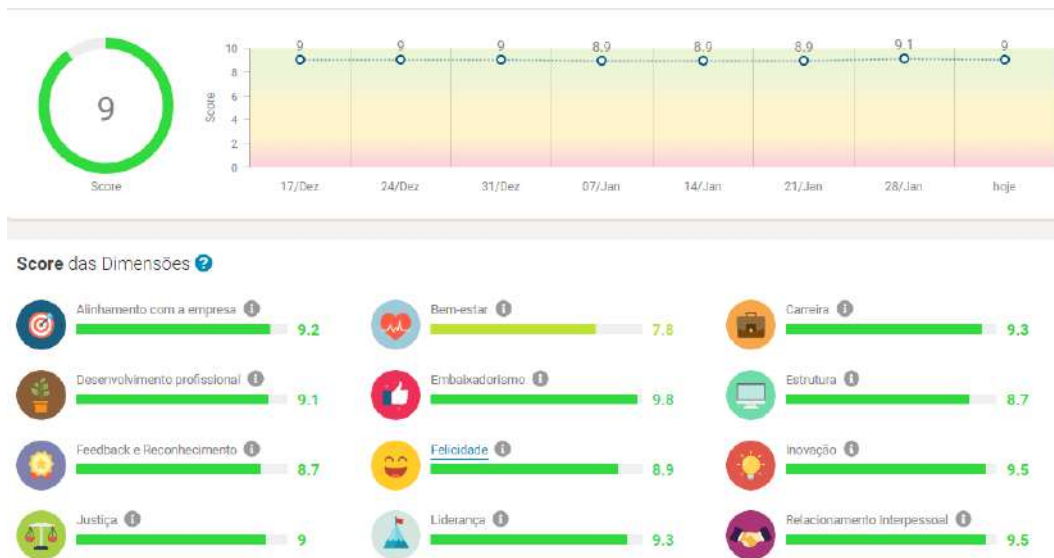 9
Score
Score
10
8
6
4
2
0
9 9 9 8.9 8.9 8.9 9.1 9
17/Dez 24/Dez 31/Dez 07/Jan 14/Jan 21/Jan 28/Jan hoje
Score das Dimensões ?
Alinhamento com a empresa i
9.2
Bem-estar i
7.8
Carreira i
9.3
Desenvolvimento profissional i
9.1
Embaixadorismo i
9.8
Estrutura i
8.7
Feedback e Reconhecimento i
8.7
Felicidade i
8.9
Inovação i
9.5
Justiça i
9
Liderança i
9.3
Relacionamento Interpessoal i
9.5